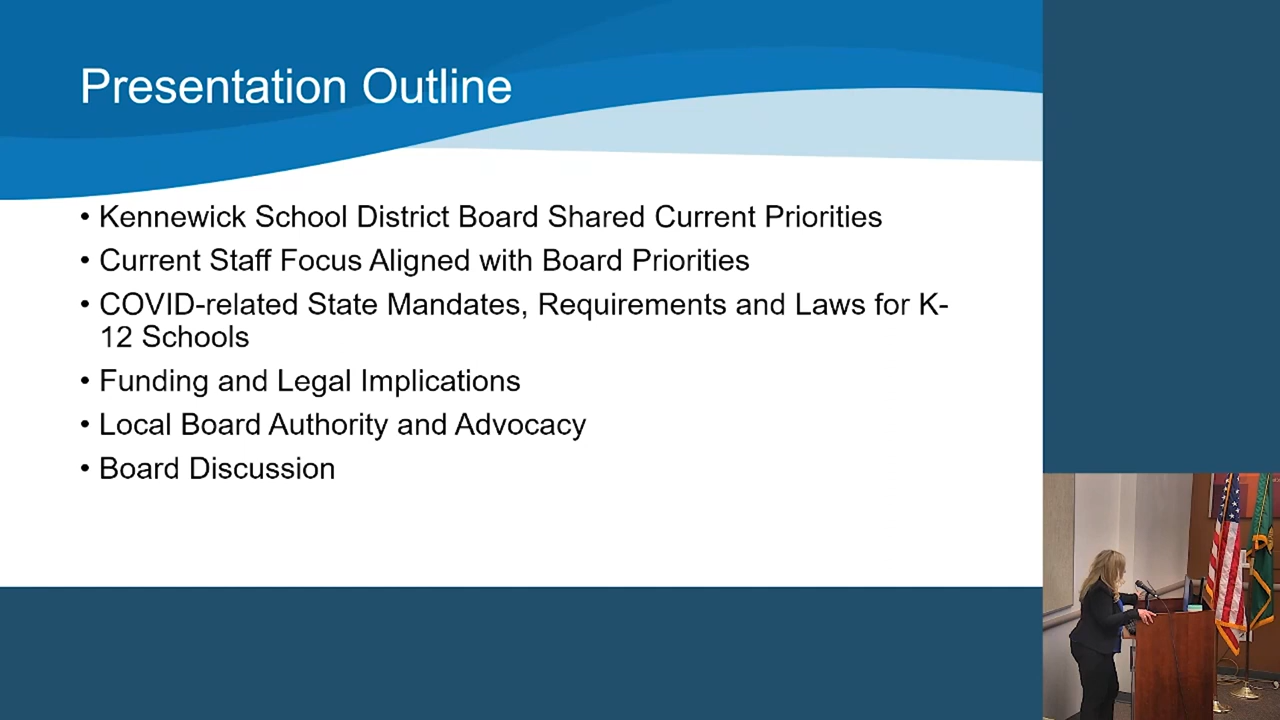 Presentation Outline
• Kennewick School District Board Shared Current Priorities
• Current Staff Focus Aligned with Board Priorities
• COVID-related State Mandates, Requirements and Laws for K-
12 Schools
• Funding and Legal Implications
• Local Board Authority and Advocacy
• Board Discussion